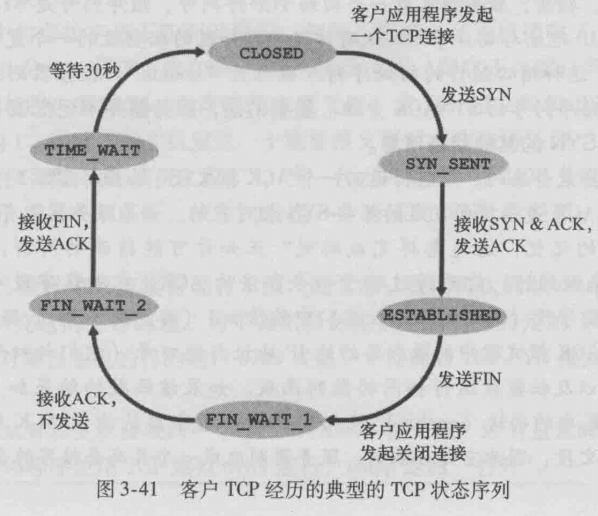 客户应用程序发起
一个TCP连接
CLOSED
等待30秒
发送SYN
TIME_WAIT
SYN_SENT
接收FIN,
发送ACK
接收SYN & ACK,
发送ACK
FIN_WAIT_2
ESTABLISHED
发送FIN
接收ACK,
不发送
FIN_WAIT_1
客户应用程序
发起关闭连接
图 3-41 客户 TCP 经历的典型的 TCP 状态序列